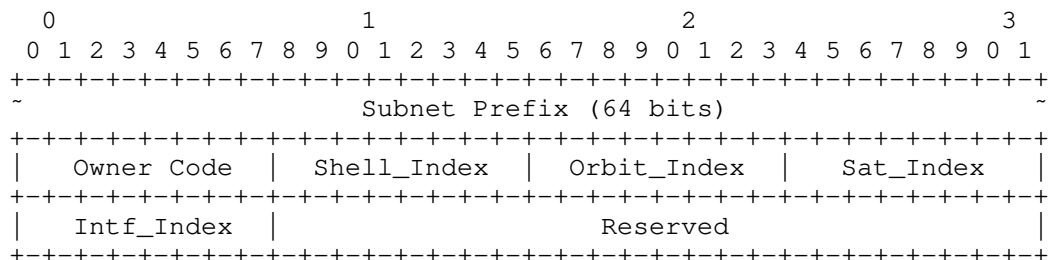 0                   1                   2                   3
 0 1 2 3 4 5 6 7 8 9 0 1 2 3 4 5 6 7 8 9 0 1 2 3 4 5 6 7 8 9 0 1
+-+-+-+-+-+-+-+-+-+-+-+-+-+-+-+-+-+-+-+-+-+-+-+-+-+-+-+-+-+-+-+-+
~                     Subnet Prefix (64 bits)                   ~
+-+-+-+-+-+-+-+-+-+-+-+-+-+-+-+-+-+-+-+-+-+-+-+-+-+-+-+-+-+-+-+-+
|   Owner Code  |  Shell_Index  |  Orbit_Index  |   Sat_Index   |
+-+-+-+-+-+-+-+-+-+-+-+-+-+-+-+-+-+-+-+-+-+-+-+-+-+-+-+-+-+-+-+-+
|   Intf_Index  |                    Reserved                   |
+-+-+-+-+-+-+-+-+-+-+-+-+-+-+-+-+-+-+-+-+-+-+-+-+-+-+-+-+-+-+-+-+